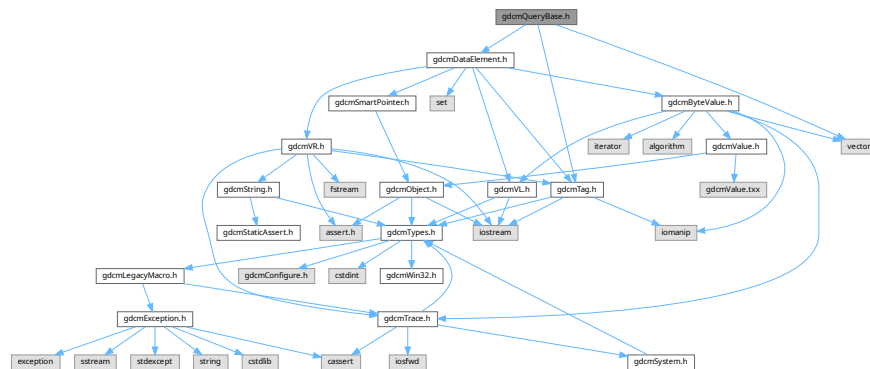 gdcmQueryBase.h
gdcmDataElement.h
gdcmSmartPointer.h
set
gdcmByteValue.h
gdcmVR.h
iterator
algorithm
gdcmValue.h
vector
gdcmString.h
fstream
gdcmObject.h
gdcmVL.h
gdcmTag.h
gdcmValue.txx
gdcmStaticAssert.h
assert.h
gdcmTypes.h
iostream
iomanip
gdcmLegacyMacro.h
gdcmConfigure.h
cstdint
gdcmWin32.h
gdcmException.h
gdcmTrace.h
exception
sstream
stdexcept
string
cstdlib
cassert
iosfwd
gdcmSystem.h